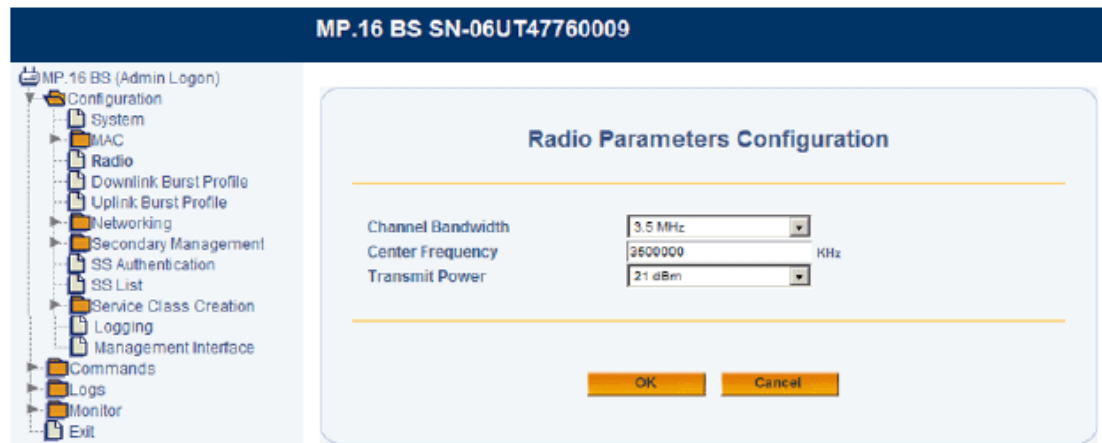 MP.16 BS SN-06UT47760009
MP.16 BS (Admin Logon)
Configuration
System
MAC
Radio
Downlink Burst Profile
Uplink Burst Profile
Networking
Secondary Management
SS Authentication
SS List
Service Class Creation
Logging
Management Interface
Commands
Logs
Monitor
Exit
Radio Parameters Configuration
Channel Bandwidth 3.5 MHz
Center Frequency 3500000 KHz
Transmit Power 21 dBm
OK Cancel